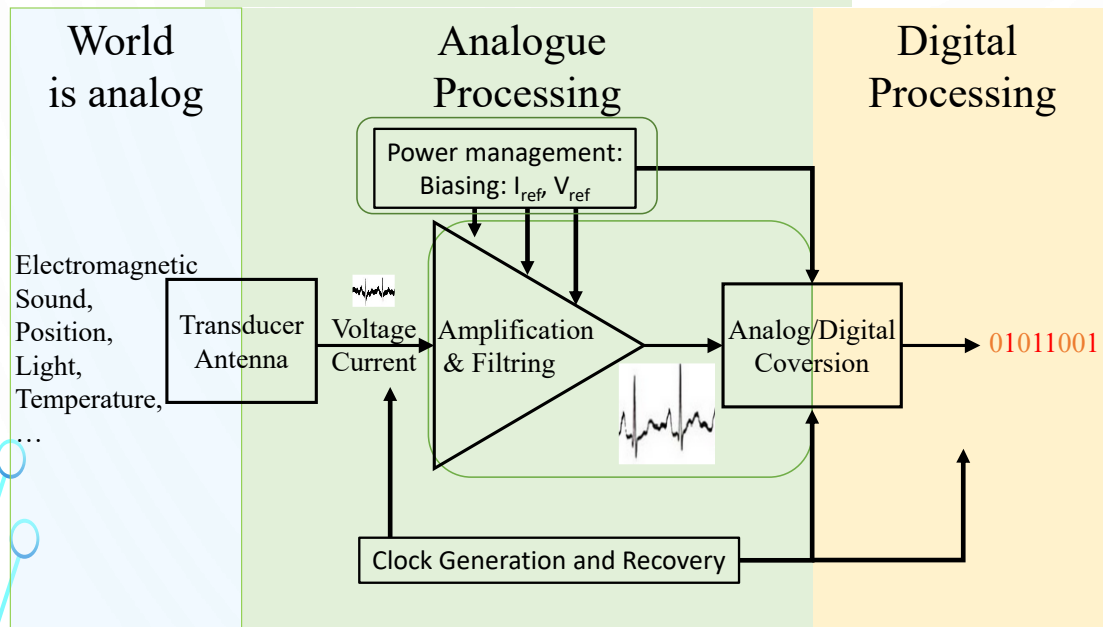 World
is analog
Analogue
Processing
Digital
Processing
Power management:
Biasing: Iref, Vref
Electromagnetic
Sound,
Position,
Light,
Temperature,
…
Transducer
Antenna
Voltage
Current
Amplification
& Filtring
Analog/Digital
Coversion
01011001
Clock Generation and Recovery